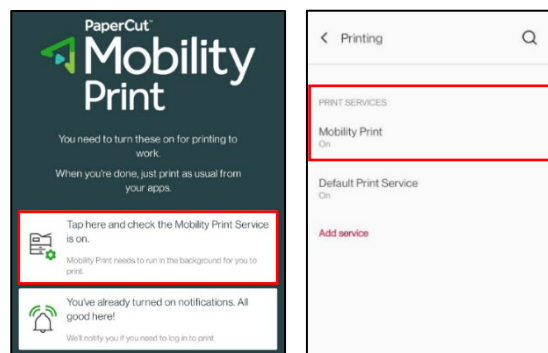 PaperCut™
Mobility
Print
You need to turn these on for printing to
work.
When you're done, just print as usual from
your apps.
Tap here and check the Mobility Print Service
is on.
Mobility Print needs to run in the background for you to
print.
You've already turned on notifications. All
good here!
We'll notify you if you need to log in to print.
Printing
PRINT SERVICES
Mobility Print
On
Default Print Service
On
Add service